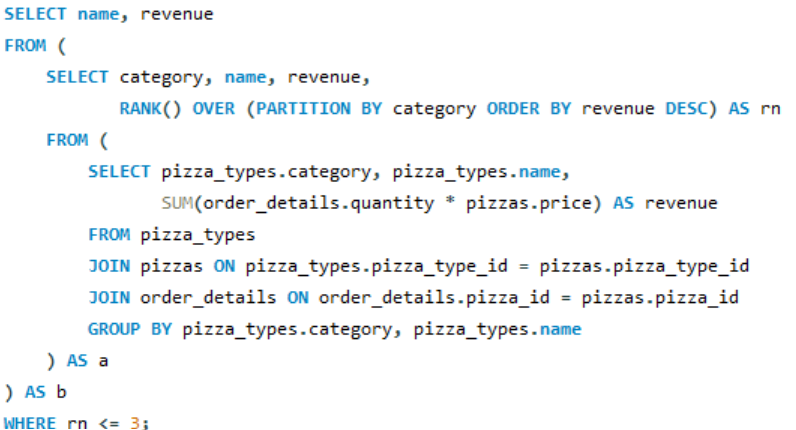 SELECT name, revenue
FROM (
    SELECT category, name, revenue,
           RANK() OVER (PARTITION BY category ORDER BY revenue DESC) AS rn
    FROM (
        SELECT pizza_types.category, pizza_types.name,
               SUM(order_details.quantity * pizzas.price) AS revenue
        FROM pizza_types
        JOIN pizzas ON pizza_types.pizza_type_id = pizzas.pizza_type_id
        JOIN order_details ON order_details.pizza_id = pizzas.pizza_id
        GROUP BY pizza_types.category, pizza_types.name
    ) AS a
) AS b
WHERE rn <= 3;